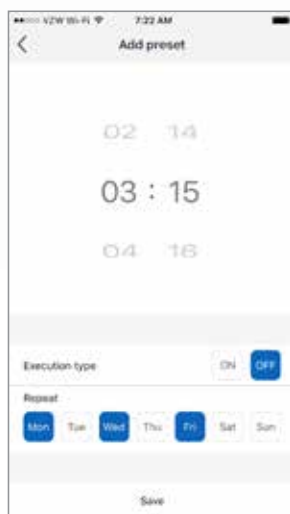 VZW Wi-Fi 7:22 AM
Add preset
02 14
03 : 15
04 16
Execution type ON OFF
Repeat
Mon Tue Wed Thu Fri Sat Sun
Save